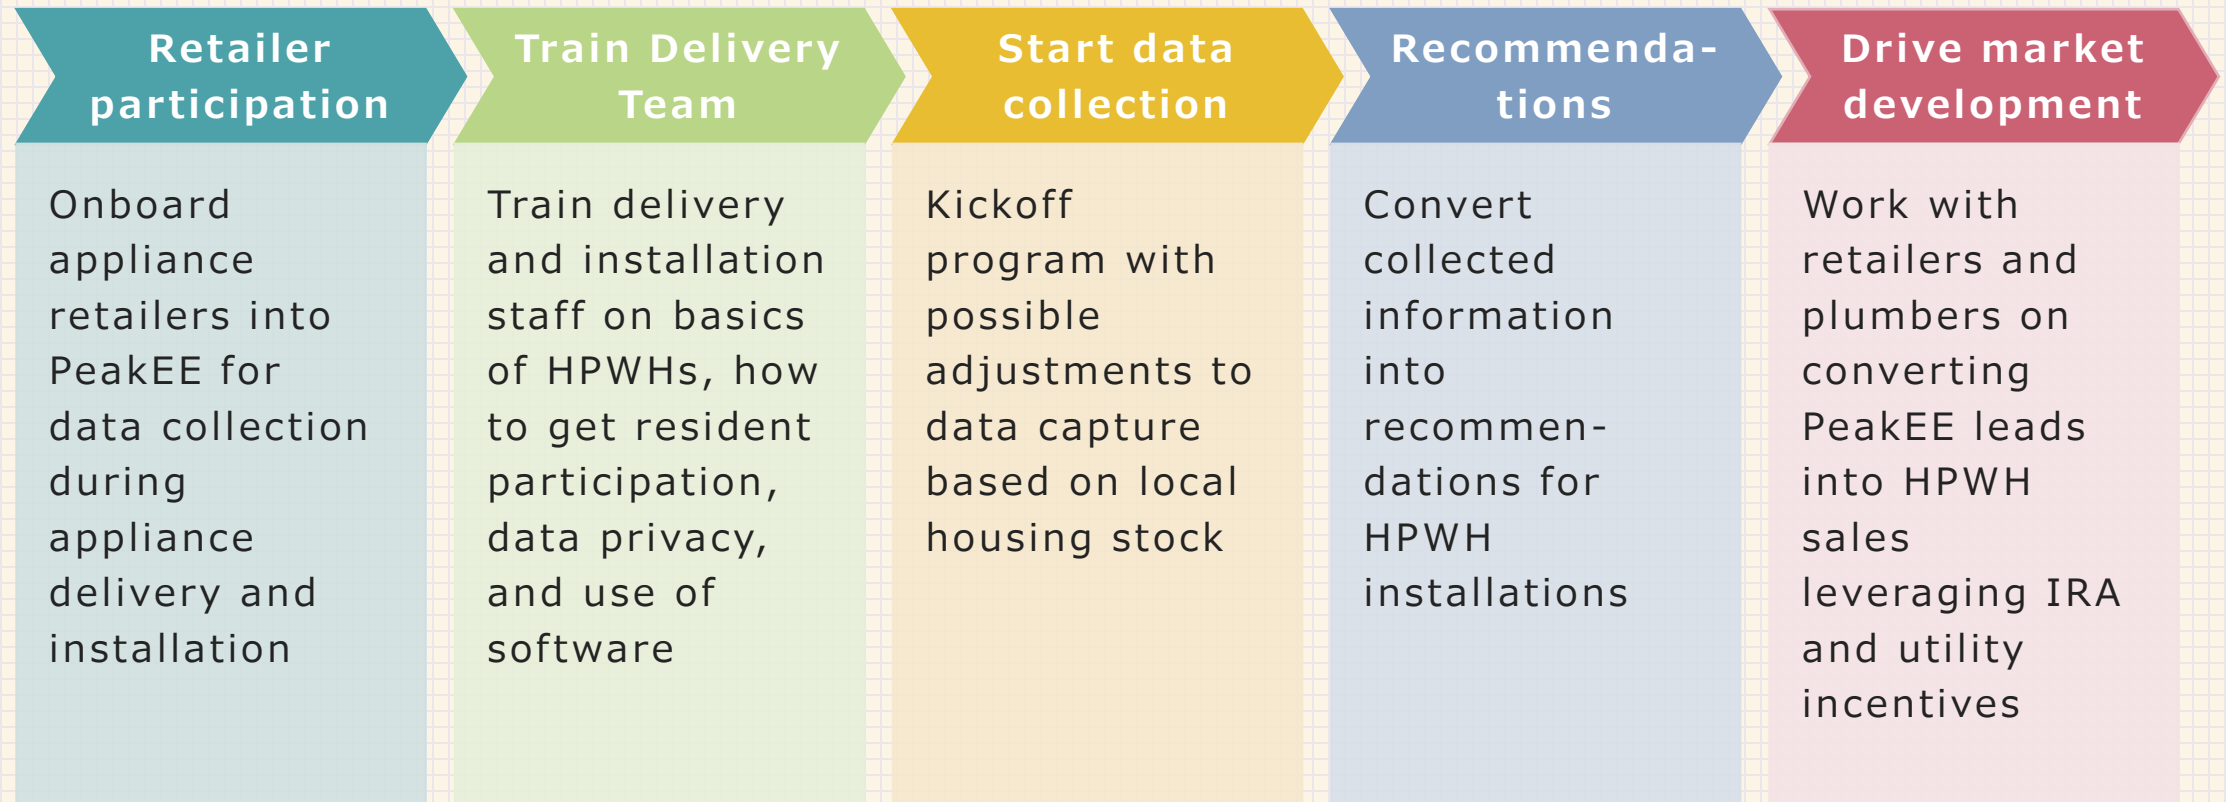 Retailer
participation
Onboard
appliance
retailers into
PeakEE for
data collection
during
appliance
delivery and
installation
Train Delivery
Team
Train delivery
and installation
staff on basics
of HPWHs, how
to get resident
participation,
data privacy,
and use of
software
Start data
collection
Kickoff
program with
possible
adjustments to
data capture
based on local
housing stock
Recommenda-
tions
Convert
collected
information
into
recommen-
dations for
HPWH
installations
Drive market
development
Work with
retailers and
plumbers on
converting
PeakEE leads
into HPWH
sales
leveraging IRA
and utility
incentives